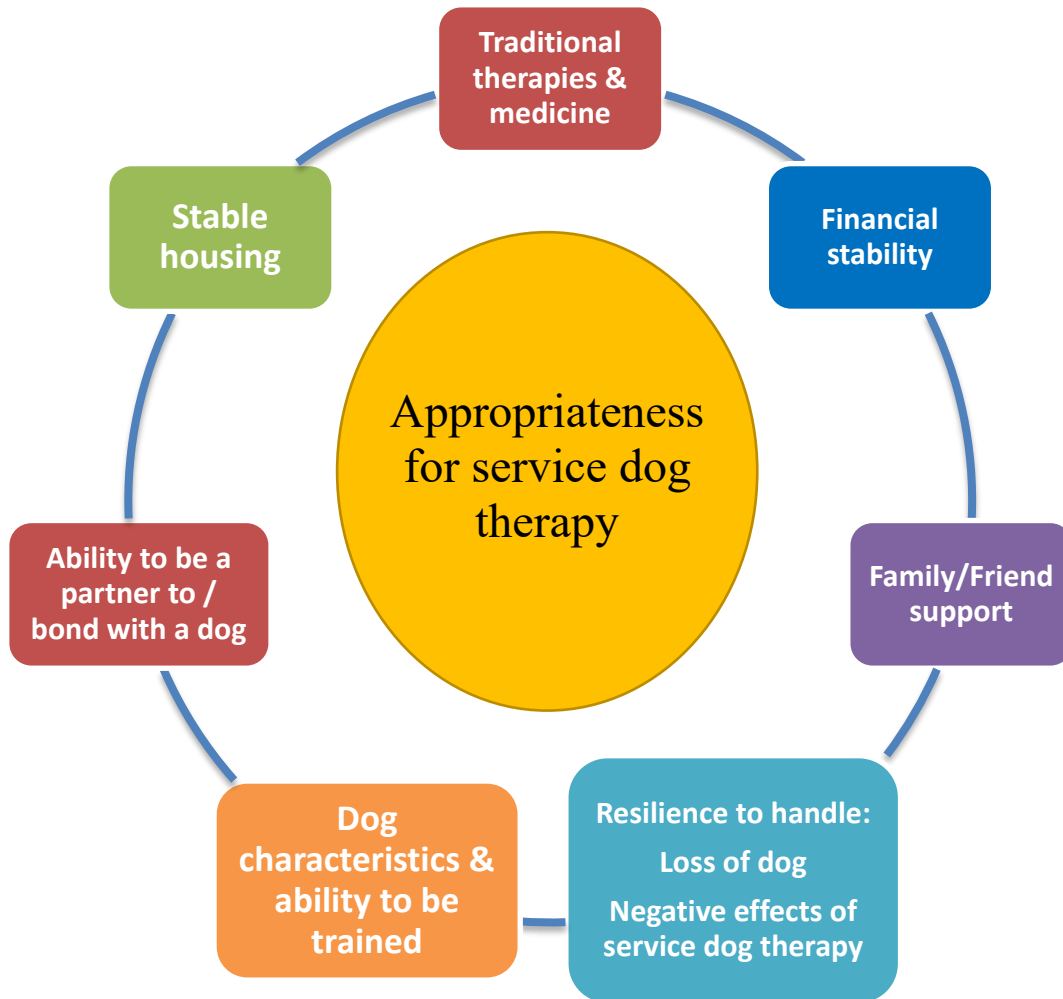 Traditional
therapies &
medicine
Financial
stability
Family/Friend
support
Resilience to handle:
Loss of dog
Negative effects of
service dog therapy
Dog
characteristics &
ability to be
trained
Ability to be a
partner to /
bond with a dog
Stable
housing
Appropriateness
for service dog
therapy